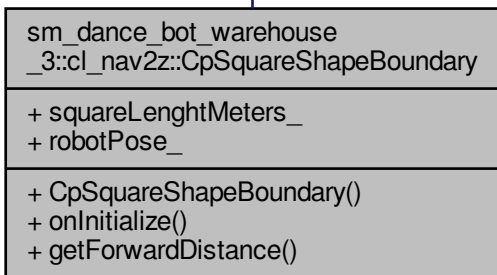 sm_dance_bot_warehouse
_3::cl_nav2z::CpSquareShapeBoundary
+ squareLenghtMeters_
+ robotPose_
+ CpSquareShapeBoundary()
+ onInitialize()
+ getForwardDistance()